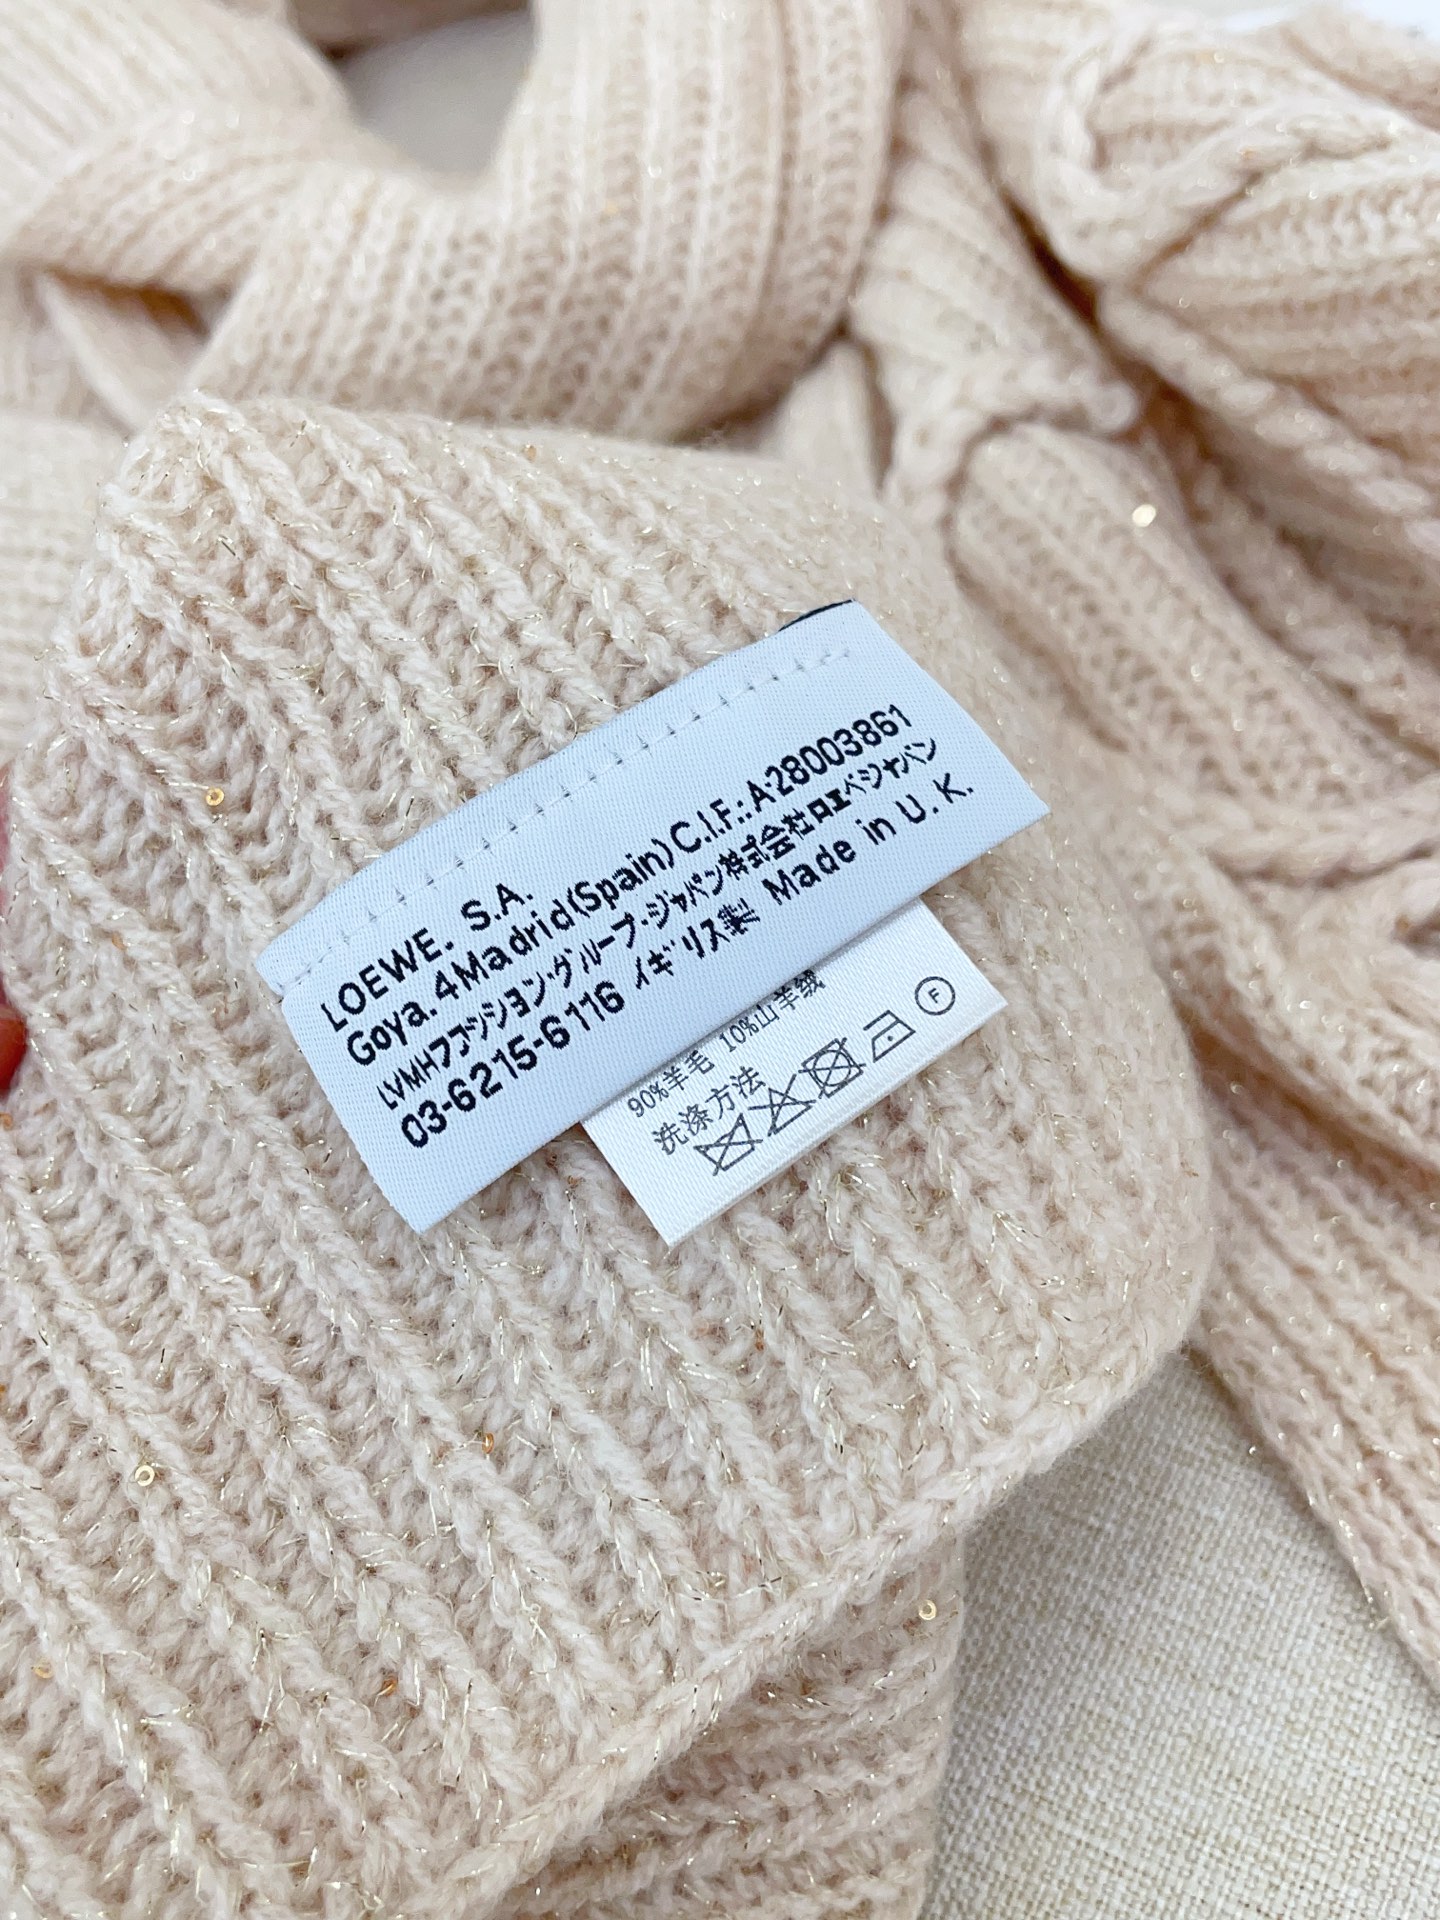 LOEWE. S.A.
Goya. 4Madrid(Spain) C.I.F.:A28003861
LVMHファッション・グループ・ジャパン株式会社ロエベジャパン
03-6215-6116 イギリス製 Made in U.K.
90%羊毛 10%山羊绒
洗涤方法
F